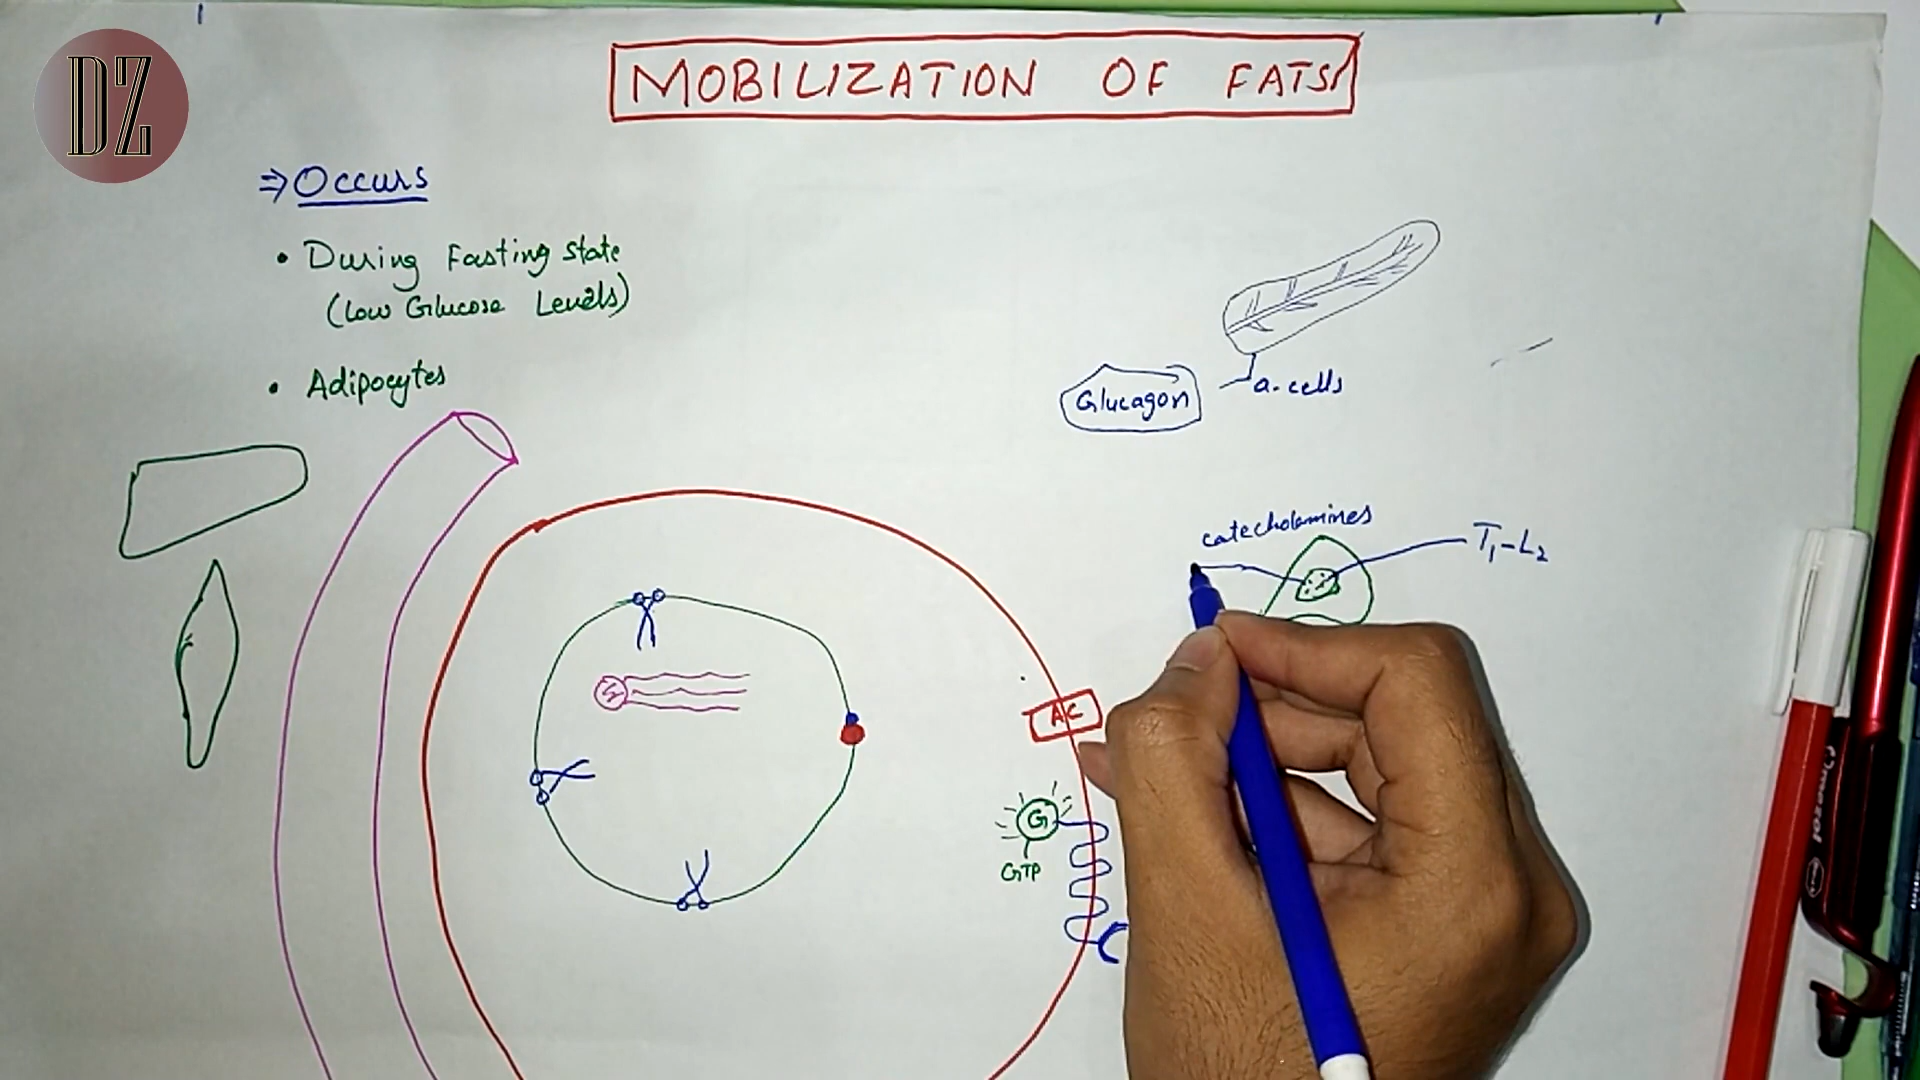 DZ
MOBILIZATION OF FATS
⇒ Occurs
• During Fasting state
(Low Glucose Levels)
• Adipocytes
Glucagon
α-cells
catecholamines
T₁-L₂
AC
G
GTP